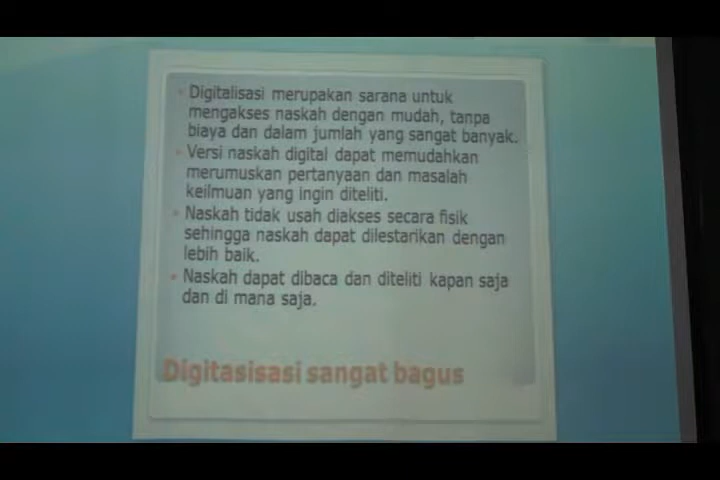 • Digitalisasi merupakan sarana untuk
mengakses naskah dengan mudah, tanpa
biaya dan dalam jumlah yang sangat banyak.
• Versi naskah digital dapat memudahkan
merumuskan pertanyaan dan masalah
keilmuan yang ingin diteliti.
• Naskah tidak usah diakses secara fisik
sehingga naskah dapat dilestarikan dengan
lebih baik.
• Naskah dapat dibaca dan diteliti kapan saja
dan di mana saja.
Digitasisasi sangat bagus